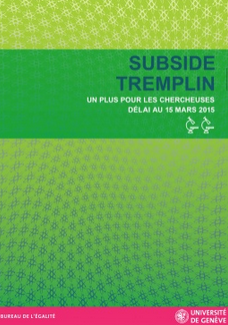 SUBSIDE
TREMPLIN
UN PLUS POUR LES CHERCHEUSES
DÉLAI AU 15 MARS 2015
BUREAU DE L'ÉGALITÉ
UNIVERSITÉ
DE GENÈVE